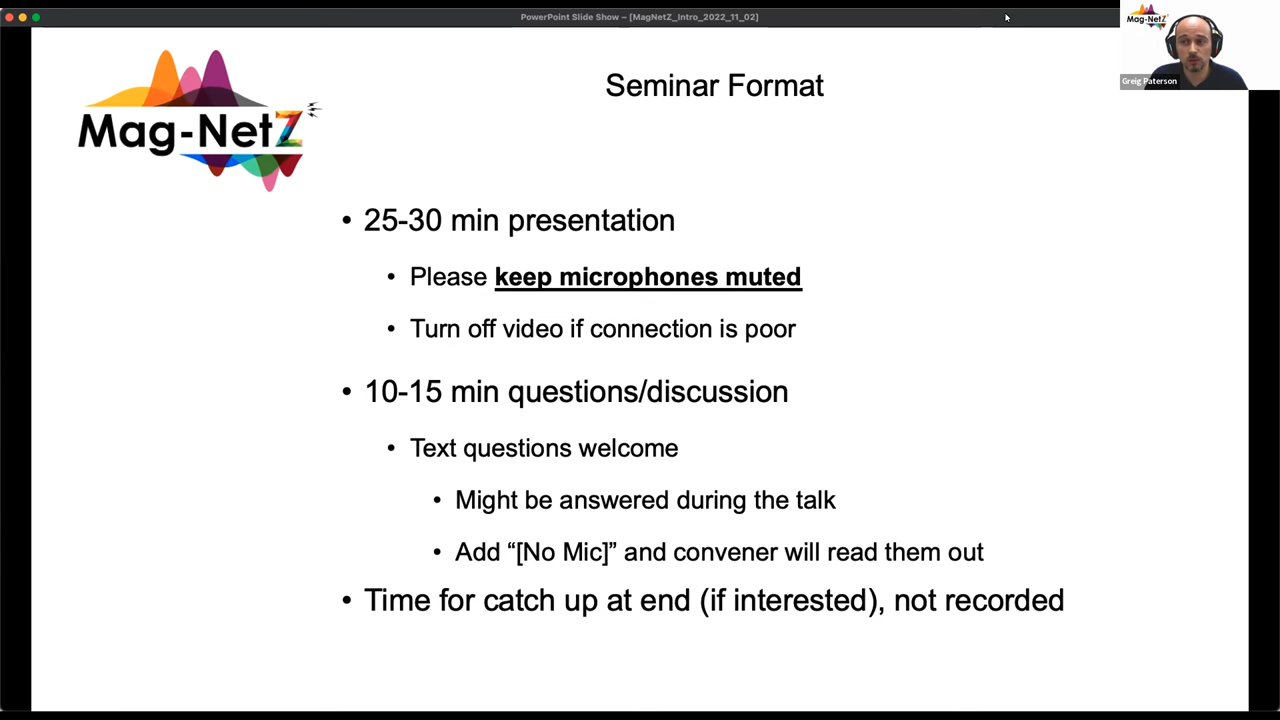 PowerPoint Slide Show – [MagNetZ_Intro_2022_11_02]
Mag-NetZ
Greig Paterson
Mag-NetZ
Seminar Format
• 25-30 min presentation
• Please keep microphones muted
• Turn off video if connection is poor
• 10-15 min questions/discussion
• Text questions welcome
• Might be answered during the talk
• Add “[No Mic]” and convener will read them out
• Time for catch up at end (if interested), not recorded